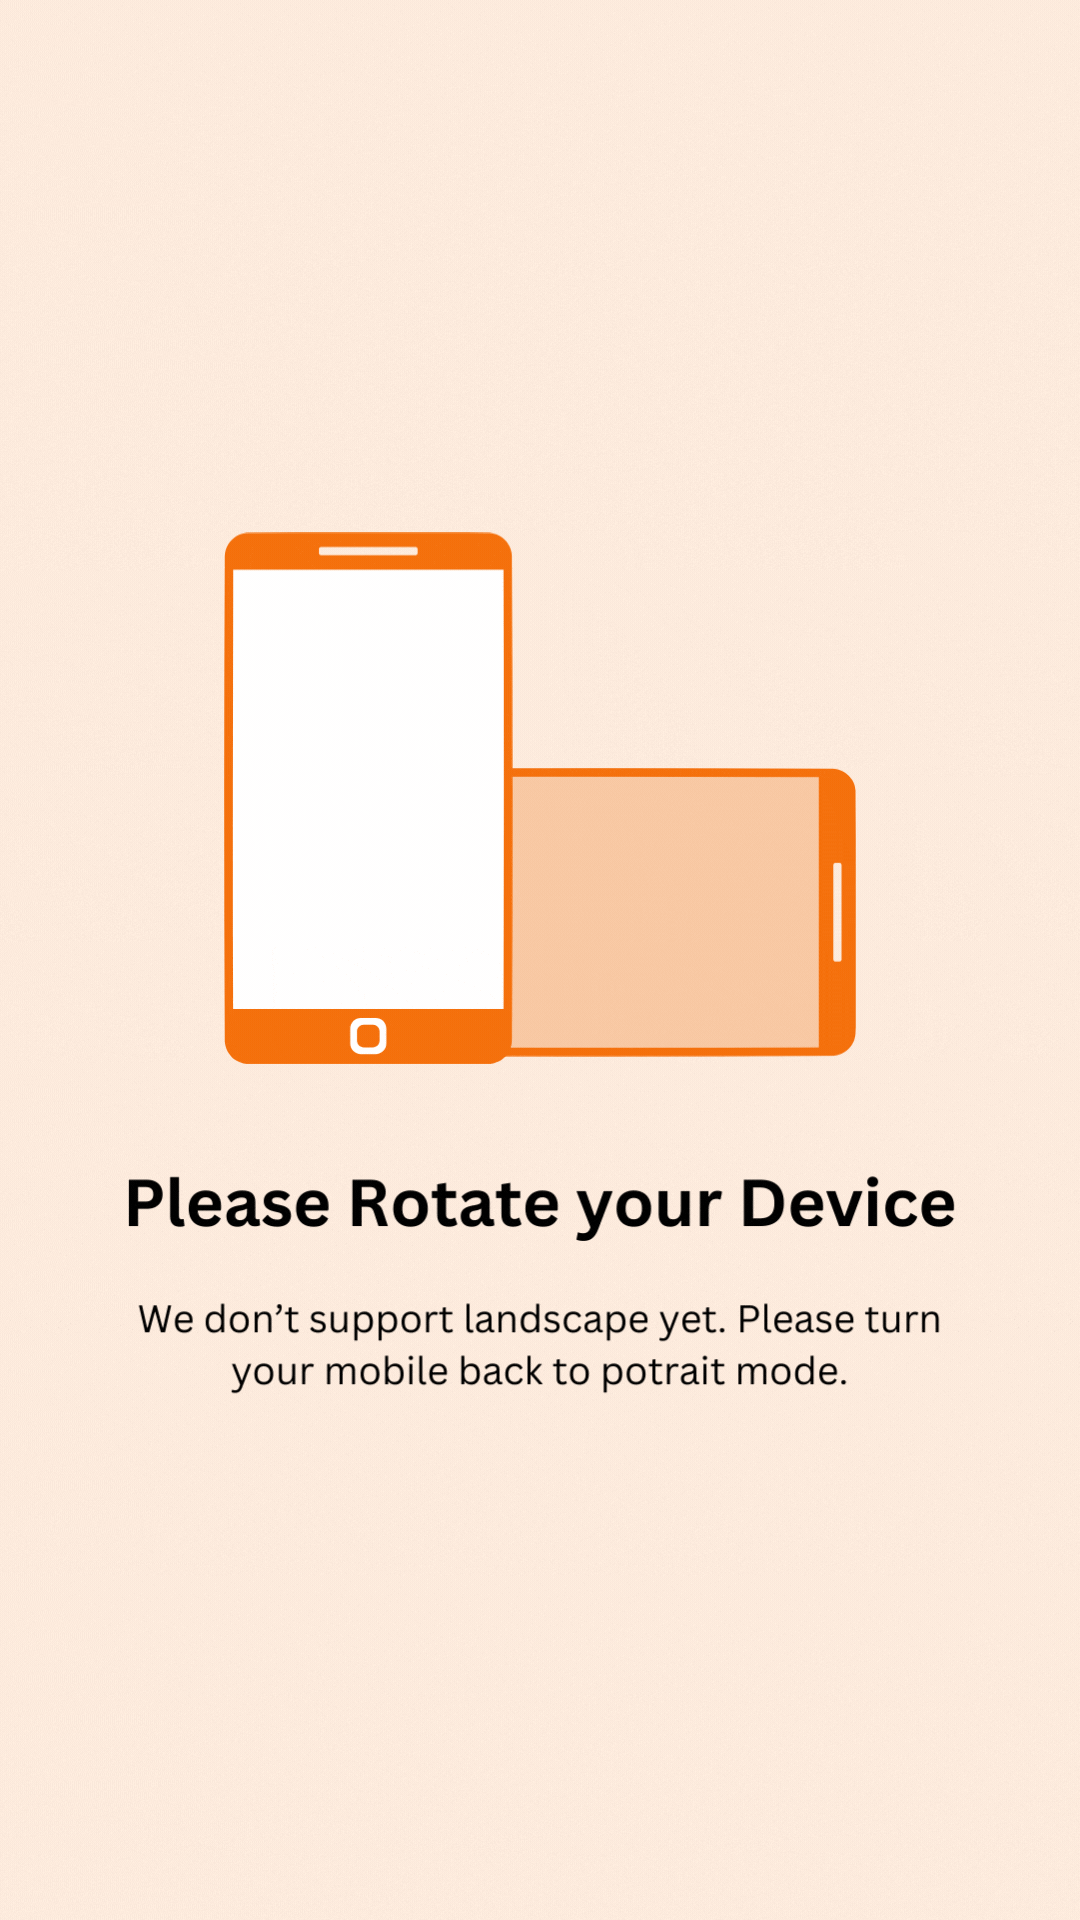 Please Rotate your Device
We don’t support landscape yet. Please turn
your mobile back to potrait mode.